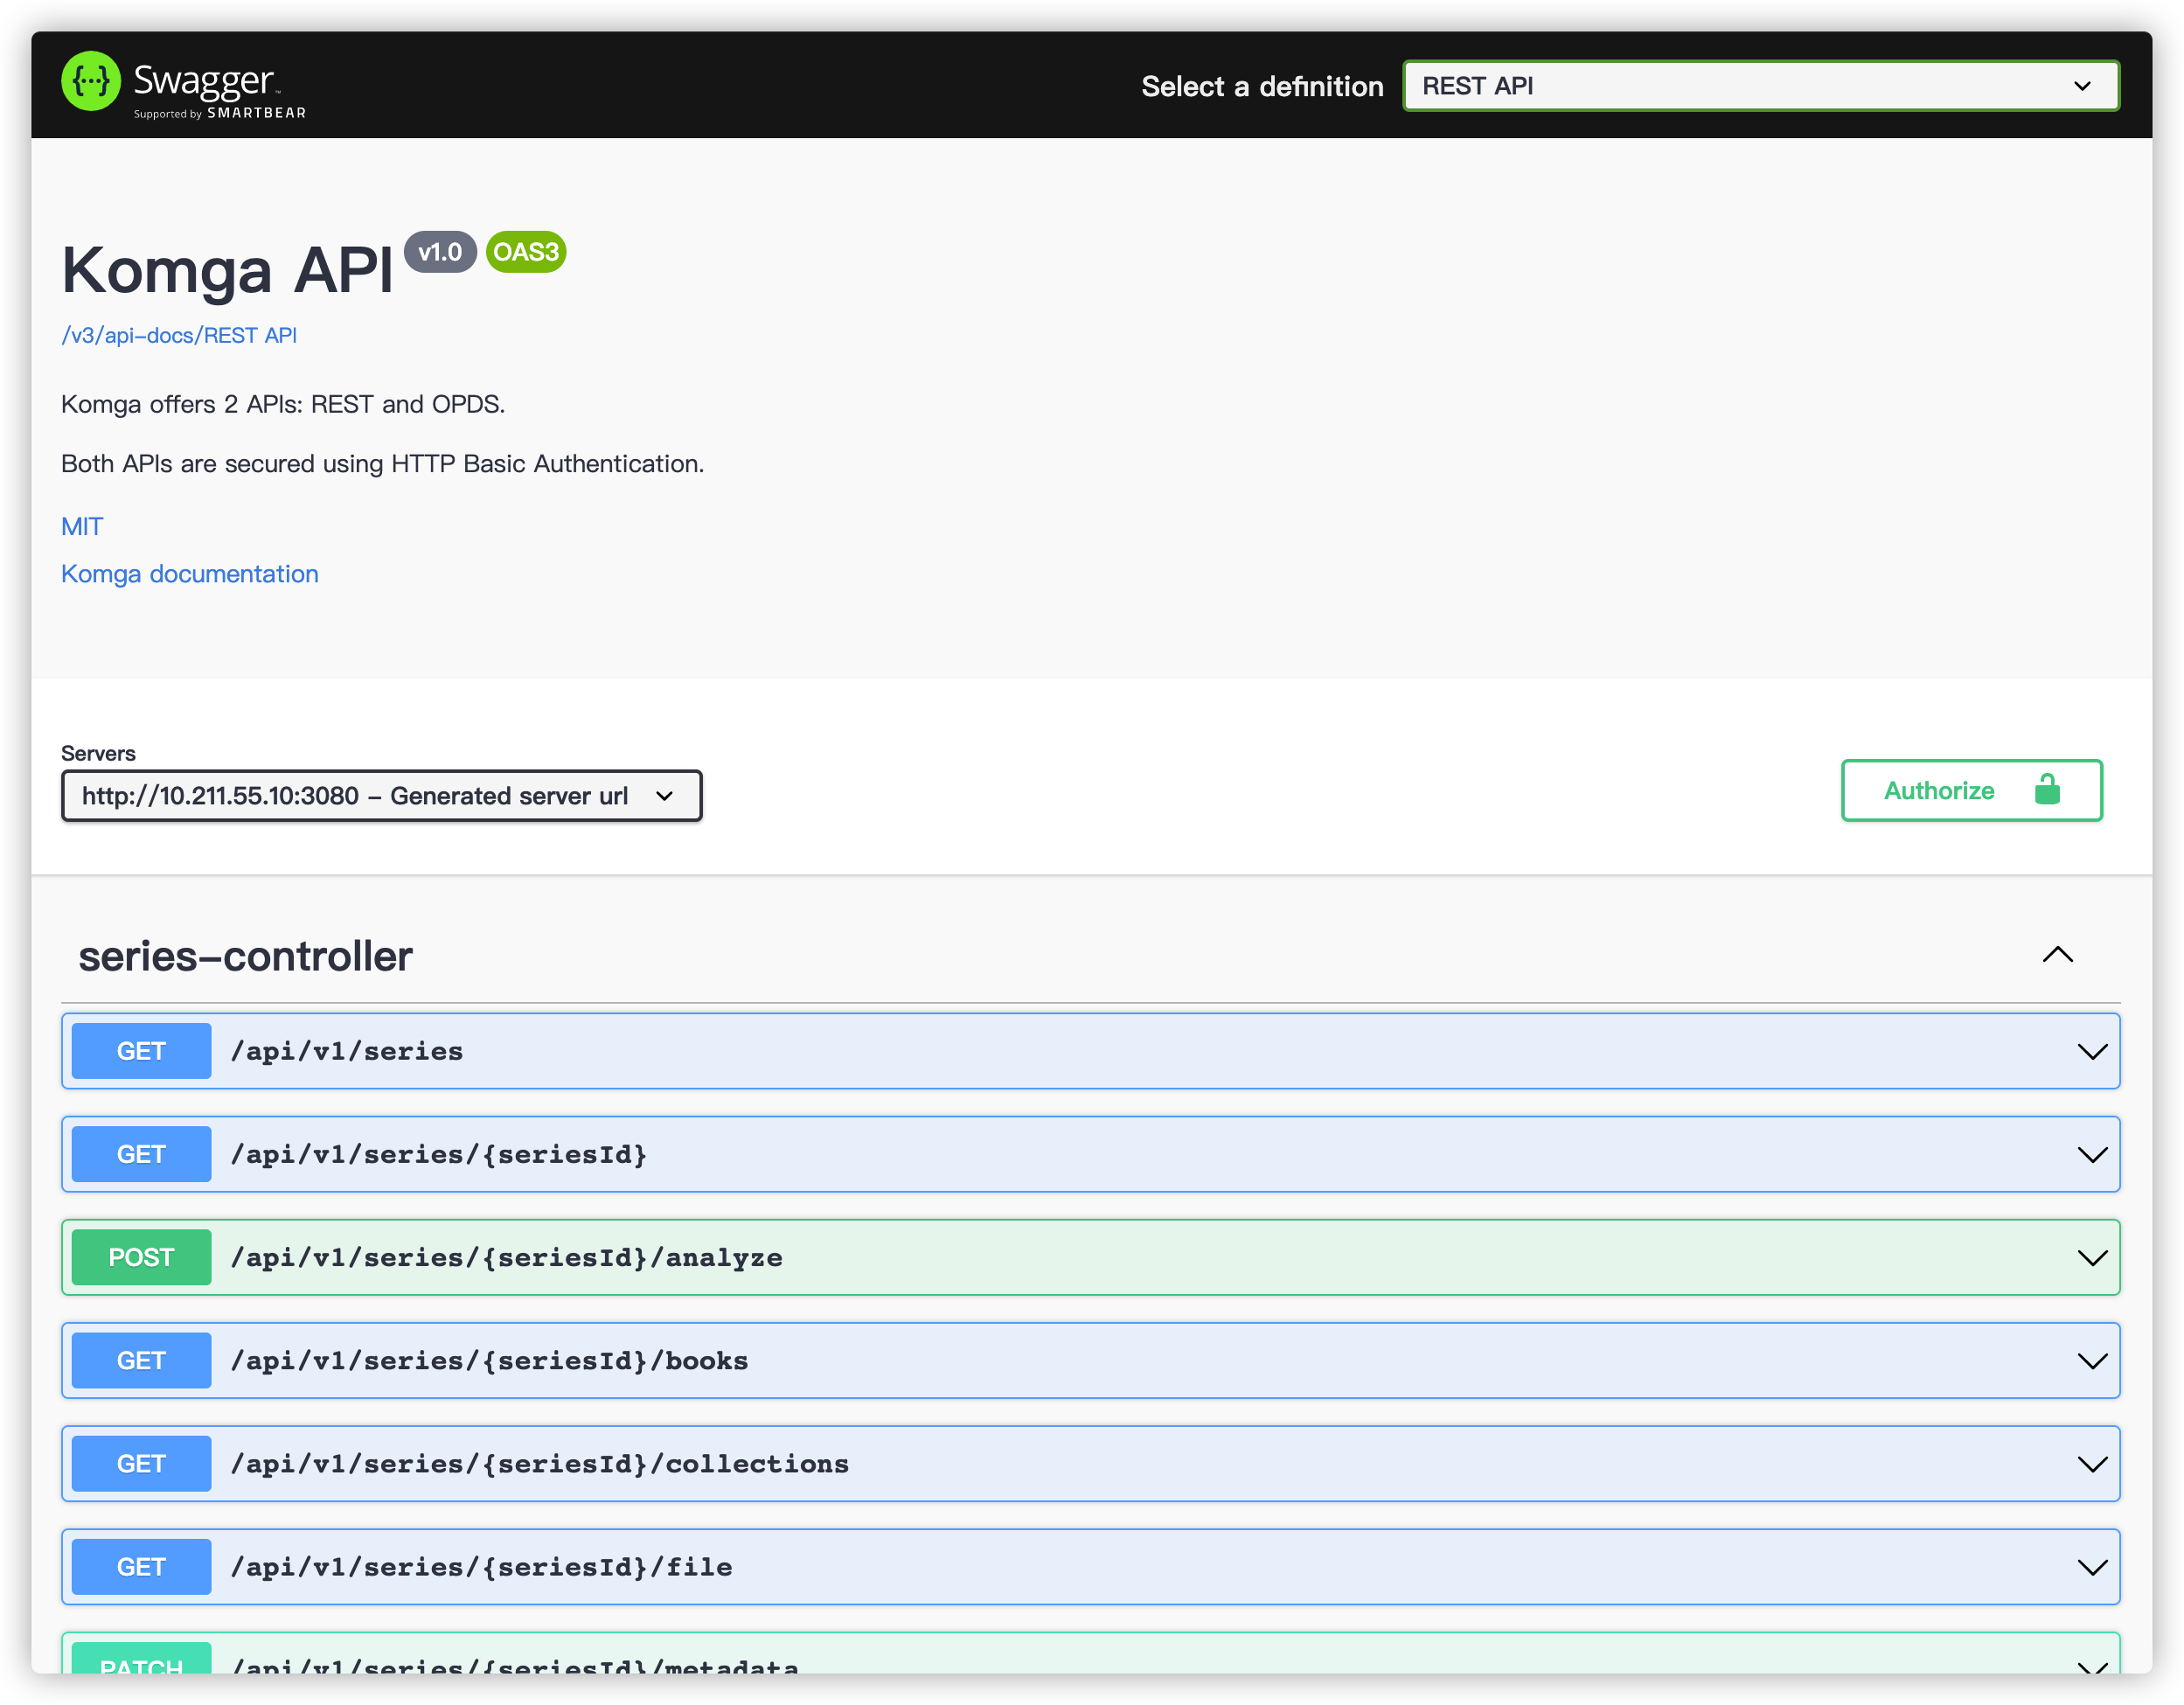 {···} Swagger™
Supported by SMARTBEAR
Select a definition
REST API
Komga API v1.0 OAS3
/v3/api-docs/REST API
Komga offers 2 APIs: REST and OPDS.
Both APIs are secured using HTTP Basic Authentication.
MIT
Komga documentation
Servers
http://10.211.55.10:3080 – Generated server url
Authorize
series-controller
GET /api/v1/series
GET /api/v1/series/{seriesId}
POST /api/v1/series/{seriesId}/analyze
GET /api/v1/series/{seriesId}/books
GET /api/v1/series/{seriesId}/collections
GET /api/v1/series/{seriesId}/file
PATCH /api/v1/series/{seriesId}/metadata